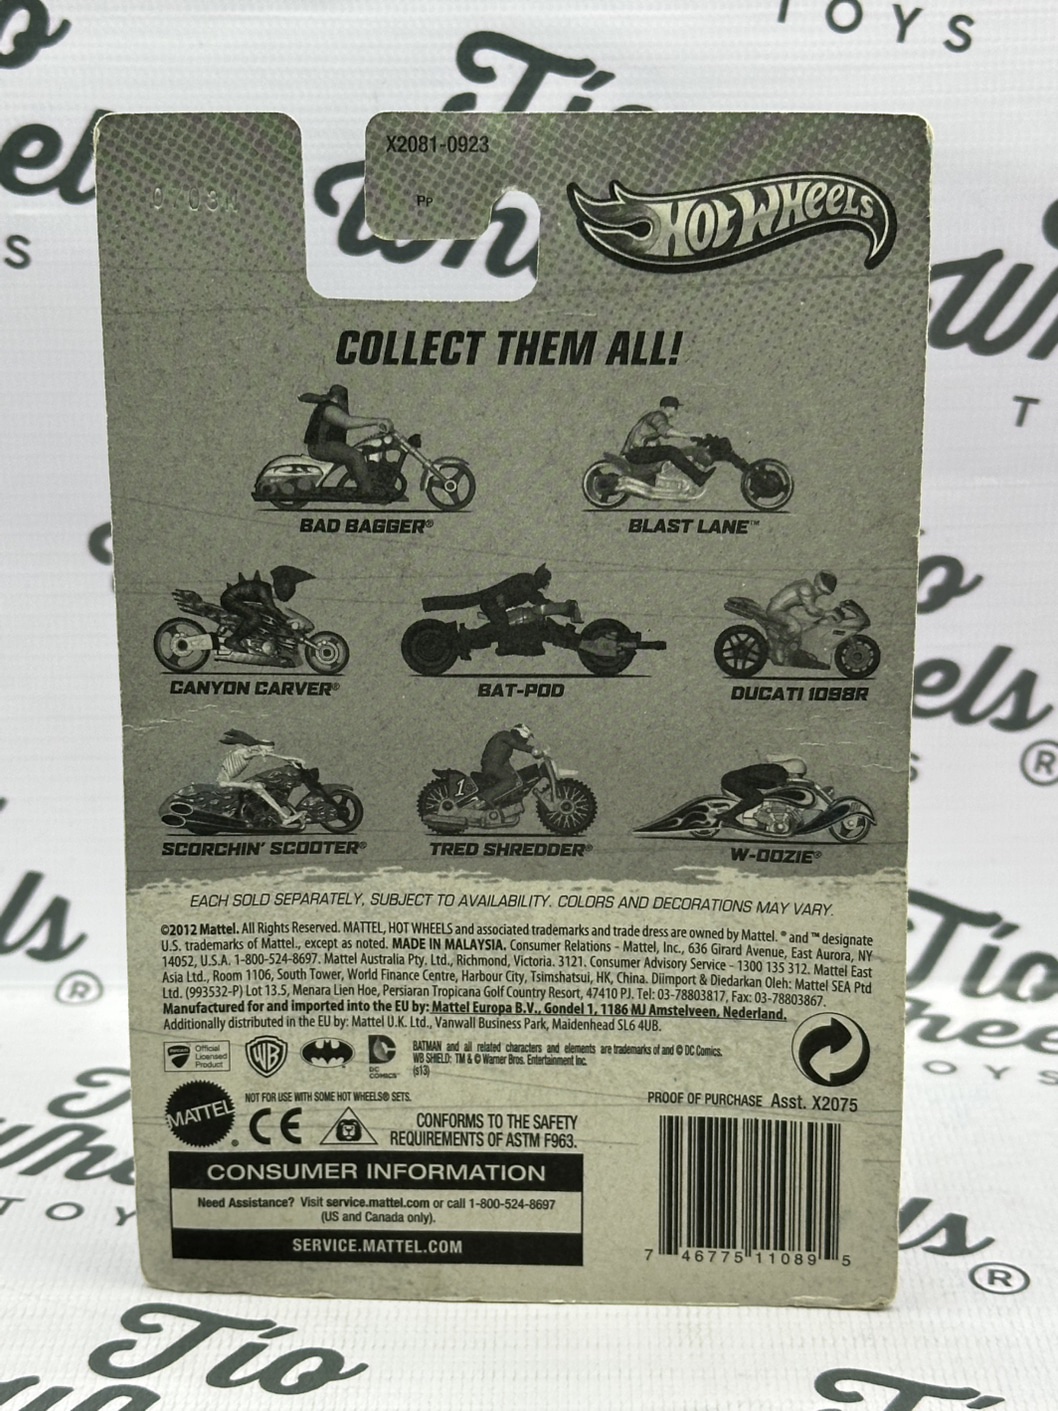 TOYS
Tio
Wheels
X2081-0923
0703W
PP
HOT WHEELS
COLLECT THEM ALL!
BAD BAGGER®
BLAST LANE™
CANYON CARVER®
BAT-POD
DUCATI 1098R
SCORCHIN' SCOOTER®
1
TRED SHREDDER®
W-OOZIE®
EACH SOLD SEPARATELY, SUBJECT TO AVAILABILITY. COLORS AND DECORATIONS MAY VARY.
©2012 Mattel. All Rights Reserved. MATTEL, HOT WHEELS and associated trademarks and trade dress are owned by Mattel. ® and ™ designate
U.S. trademarks of Mattel., except as noted. MADE IN MALAYSIA. Consumer Relations - Mattel, Inc., 636 Girard Avenue, East Aurora, NY
14052, U.S.A. 1-800-524-8697. Mattel Australia Pty. Ltd., Richmond, Victoria. 3121. Consumer Advisory Service - 1300 135 312. Mattel East
Asia Ltd., Room 1106, South Tower, World Finance Centre, Harbour City, Tsimshatsui, HK, China. Diimport & Diedarkan Oleh: Mattel SEA Ptd
Ltd. (993532-P) Lot 13.5, Menara Lien Hoe, Persiaran Tropicana Golf Country Resort, 47410 PJ. Tel: 03-78803817, Fax: 03-78803867.
Manufactured for and imported into the EU by: Mattel Europa B.V., Gondel 1, 1186 MJ Amstelveen, Nederland.
Additionally distributed in the EU by: Mattel U.K. Ltd., Vanwall Business Park, Maidenhead SL6 4UB.
DUCATI
Official
Licensed
Product
WB
DC
COMICS™
BATMAN and all related characters and elements are trademarks of and © DC Comics.
WB SHIELD: TM & © Warner Bros. Entertainment Inc.
(s13)
MATTEL®
NOT FOR USE WITH SOME HOT WHEELS® SETS.
CE
CONFORMS TO THE SAFETY
REQUIREMENTS OF ASTM F963.
PROOF OF PURCHASE Asst. X2075
CONSUMER INFORMATION
Need Assistance? Visit service.mattel.com or call 1-800-524-8697
(US and Canada only).
SERVICE.MATTEL.COM
7 46775 11089 5
Tio